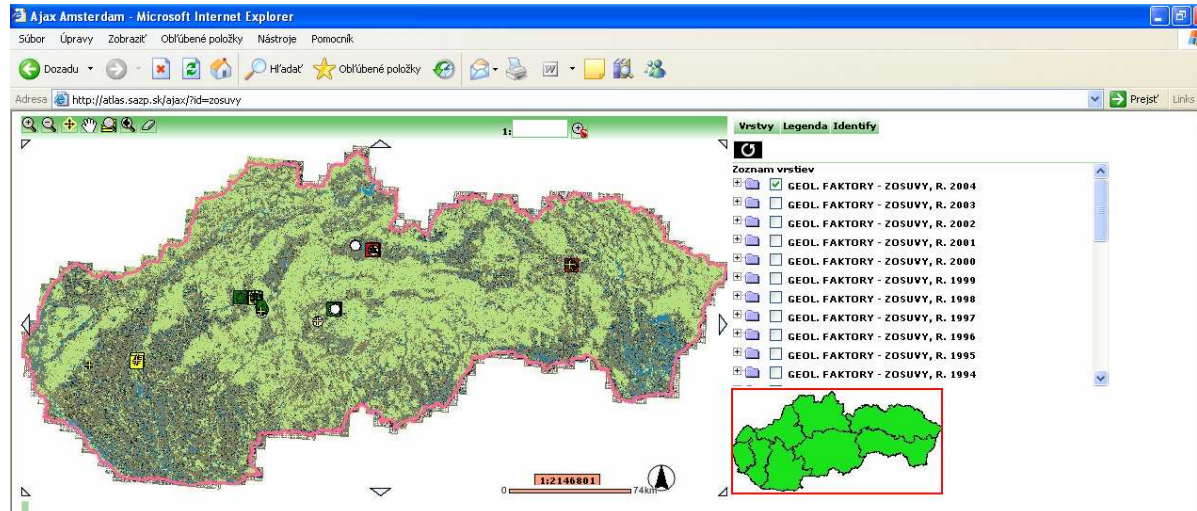 Ajax Amsterdam - Microsoft Internet Explorer
Súbor Úpravy Zobraziť Obľúbené položky Nástroje Pomocník
Dozadu Hľadať Obľúbené položky
Adresa http://atlas.sazp.sk/ajax/?id=zosuvy Prejsť Links
1:
Vrstvy Legenda Identify
Zoznam vrstiev
GEOL. FAKTORY - ZOSUVY, R. 2004
GEOL. FAKTORY - ZOSUVY, R. 2003
GEOL. FAKTORY - ZOSUVY, R. 2002
GEOL. FAKTORY - ZOSUVY, R. 2001
GEOL. FAKTORY - ZOSUVY, R. 2000
GEOL. FAKTORY - ZOSUVY, R. 1999
GEOL. FAKTORY - ZOSUVY, R. 1998
GEOL. FAKTORY - ZOSUVY, R. 1997
GEOL. FAKTORY - ZOSUVY, R. 1996
GEOL. FAKTORY - ZOSUVY, R. 1995
GEOL. FAKTORY - ZOSUVY, R. 1994
1:2146801
0 74km